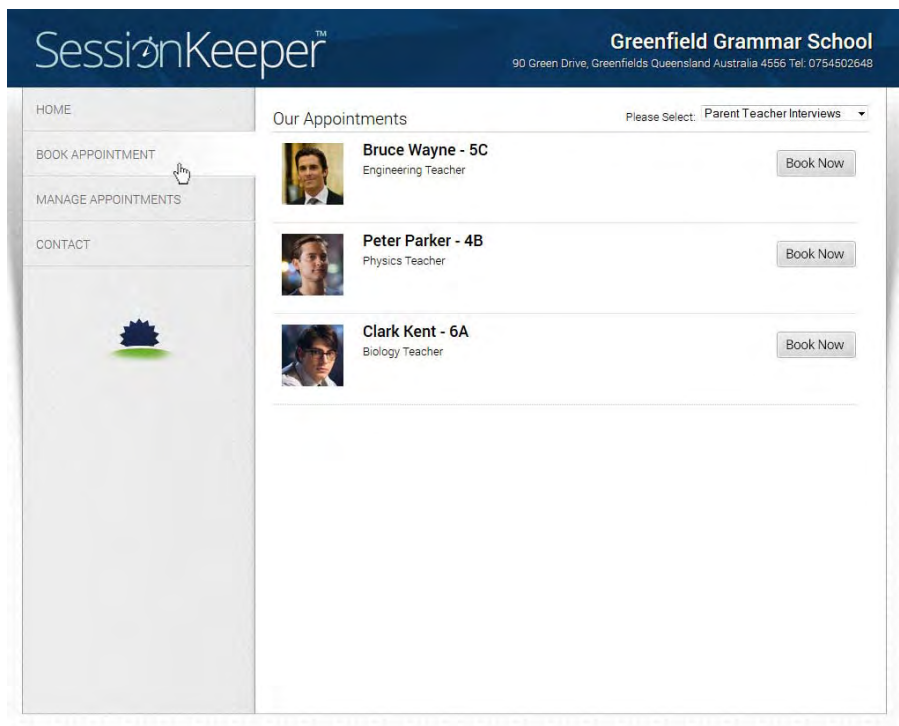 SessionKeeper™
Greenfield Grammar School
90 Green Drive, Greenfields Queensland Australia 4556 Tel: 0754502648
HOME
BOOK APPOINTMENT
MANAGE APPOINTMENTS
CONTACT
Our Appointments
Please Select: Parent Teacher Interviews
Bruce Wayne - 5C
Engineering Teacher
Book Now
Peter Parker - 4B
Physics Teacher
Book Now
Clark Kent - 6A
Biology Teacher
Book Now